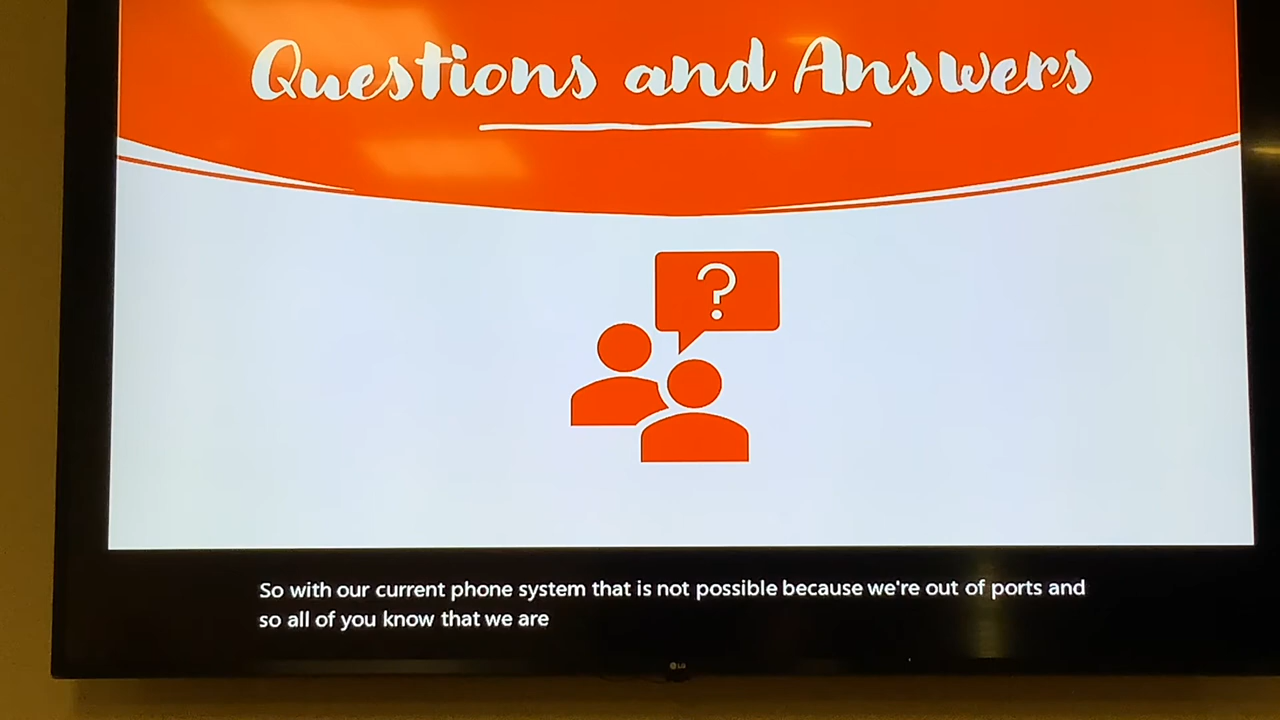 Questions and Answers
?
So with our current phone system that is not possible because we're out of ports and
so all of you know that we are
LG